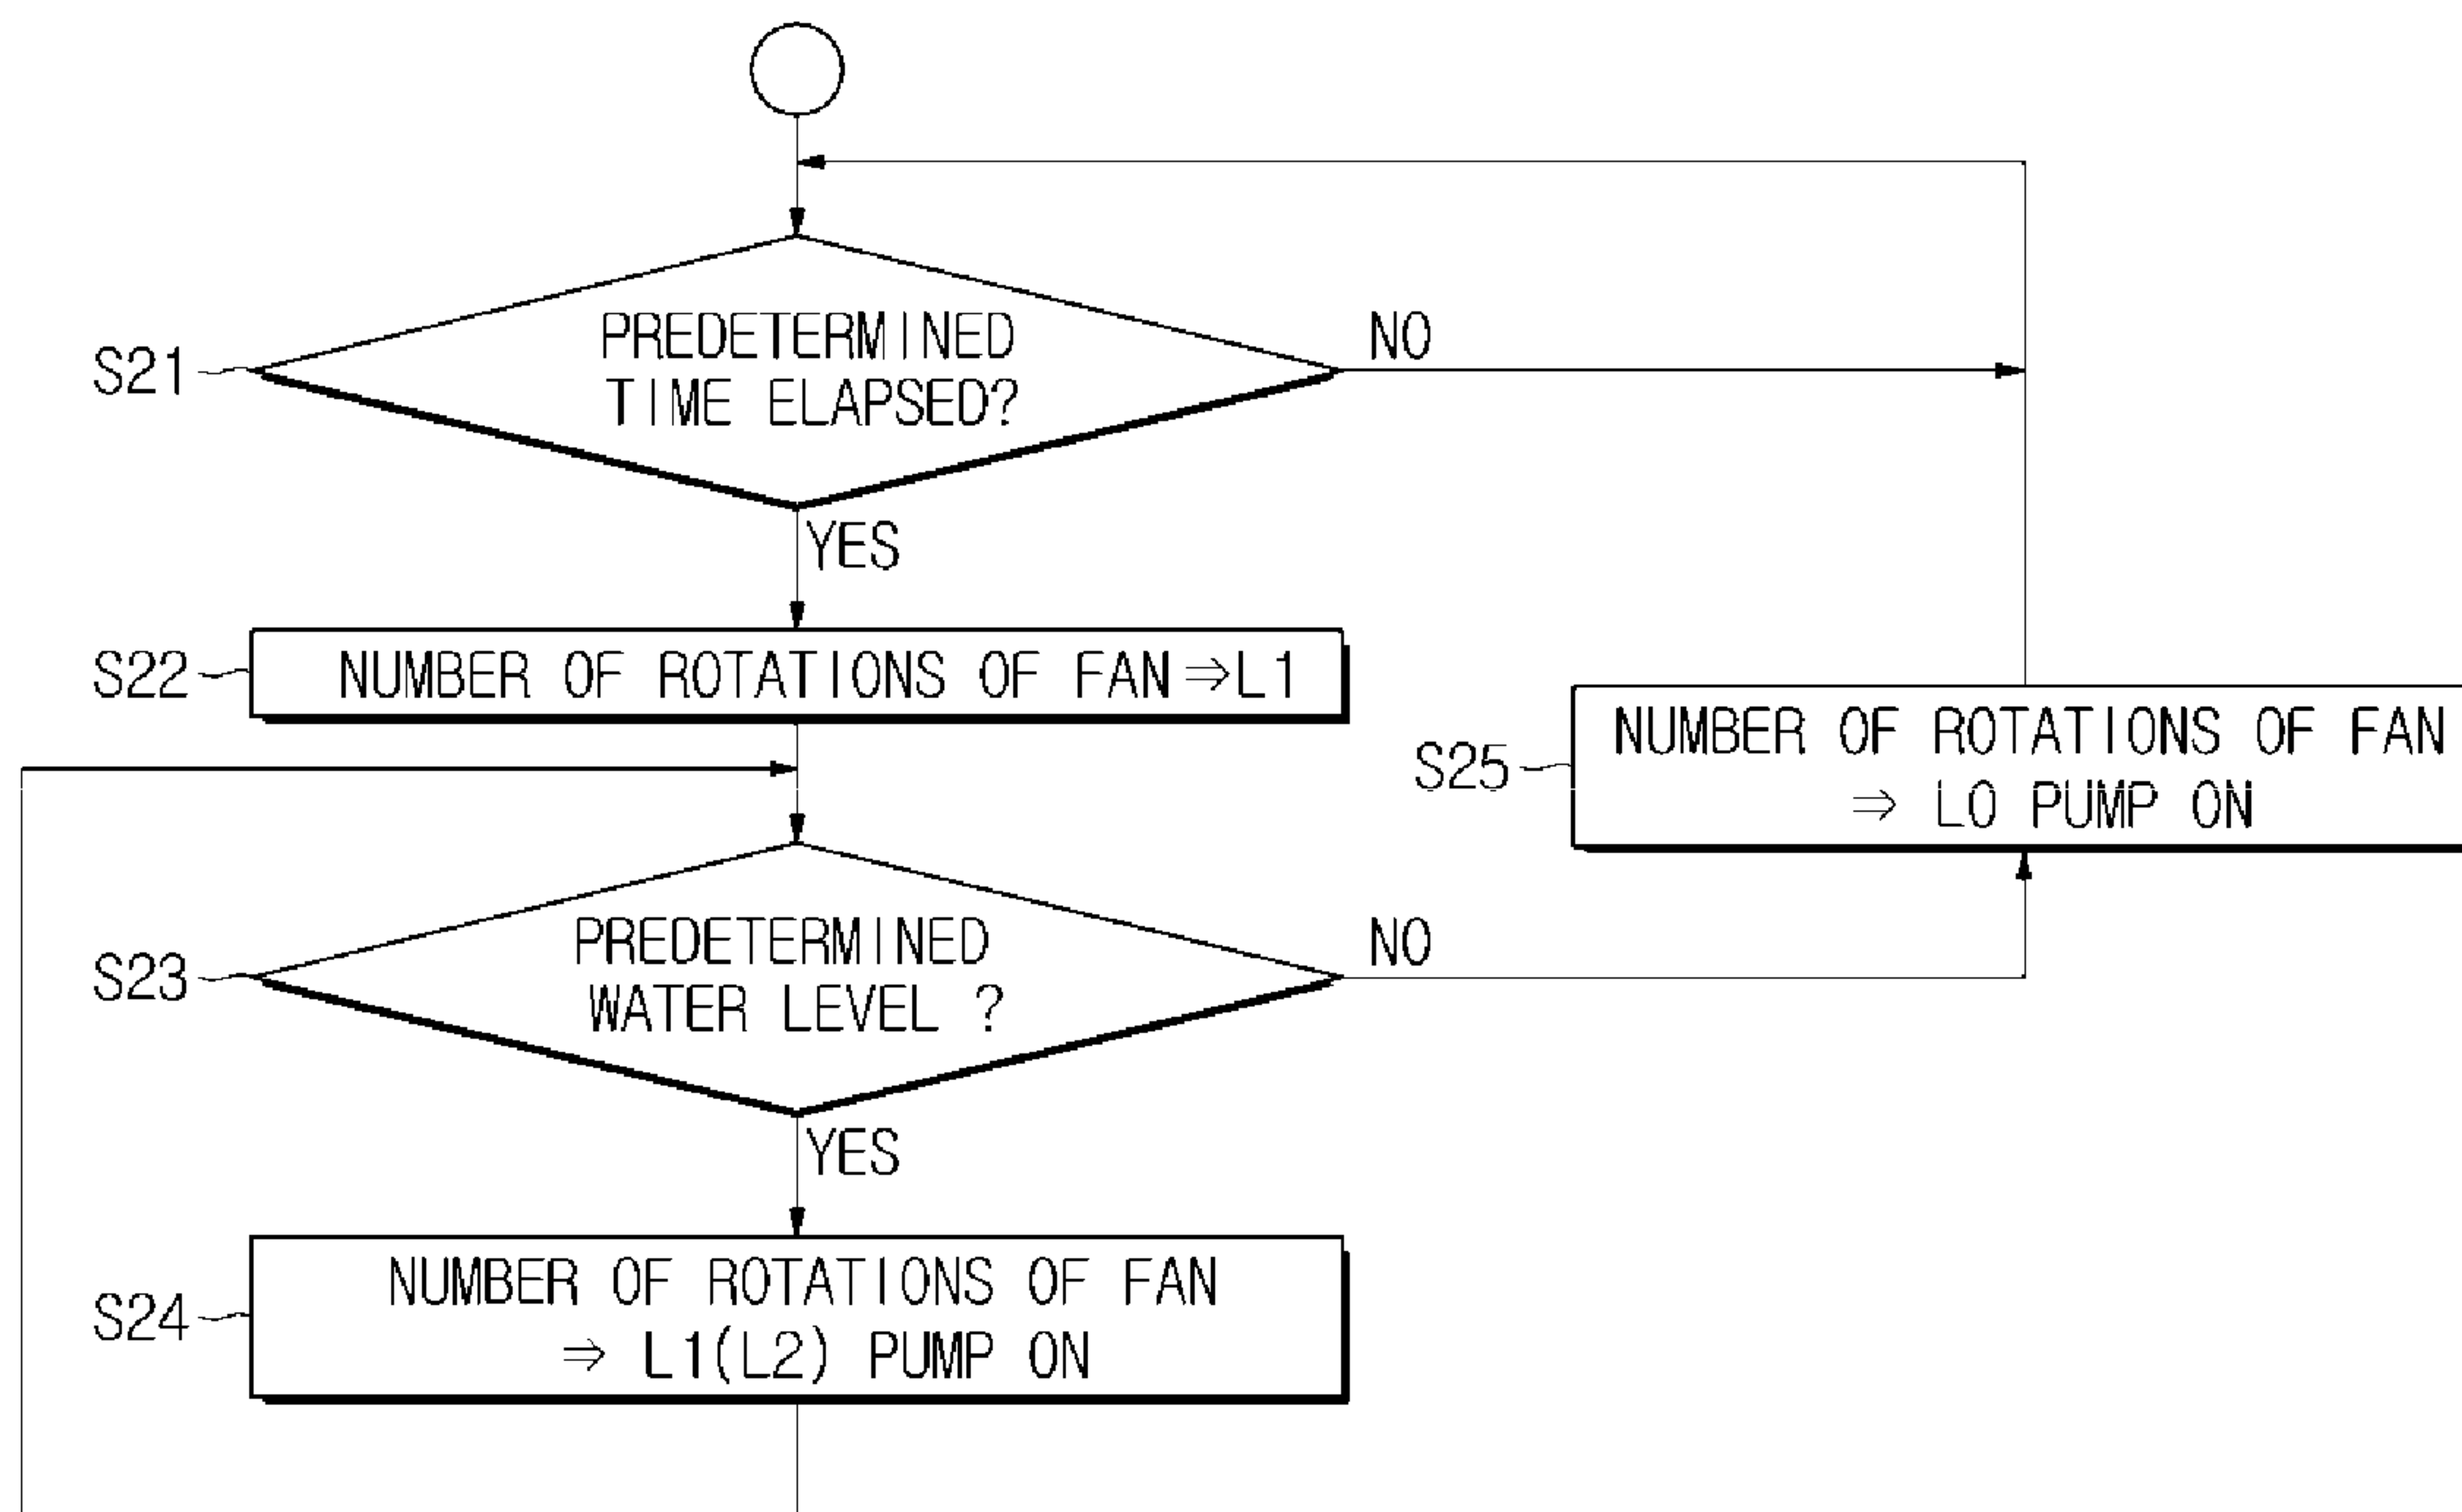 S21
PREDETERMINED
TIME ELAPSED?
NO
YES
S22
NUMBER OF ROTATIONS OF FAN⇒L1
S25
NUMBER OF ROTATIONS OF FAN
⇒ L0 PUMP ON
S23
PREDETERMINED
WATER LEVEL ?
NO
YES
S24
NUMBER OF ROTATIONS OF FAN
⇒ L1(L2) PUMP ON